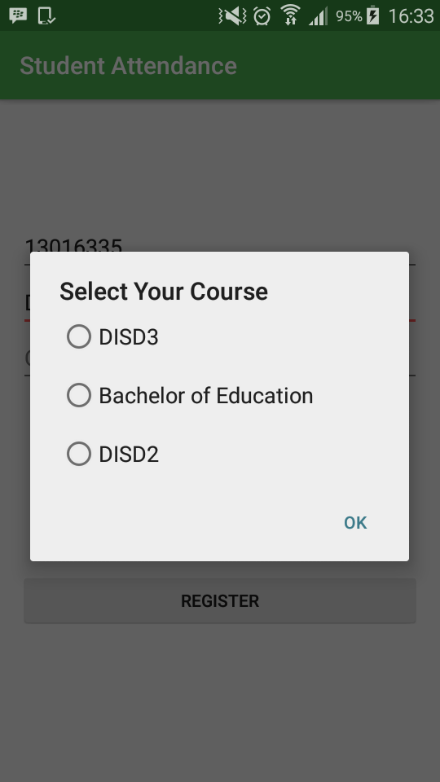 95% 16:33
Student Attendance
13016335
Select Your Course
DISD3
Bachelor of Education
DISD2
OK
REGISTER